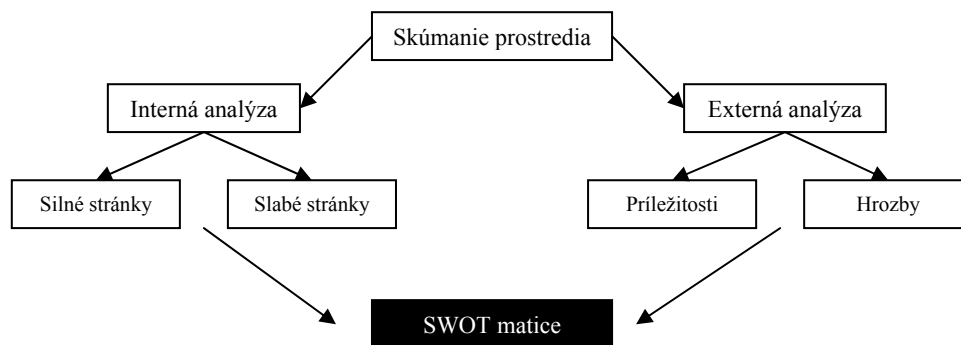 Skúmanie prostredia
Interná analýza
Externá analýza
Silné stránky
Slabé stránky
Príležitosti
Hrozby
SWOT matice